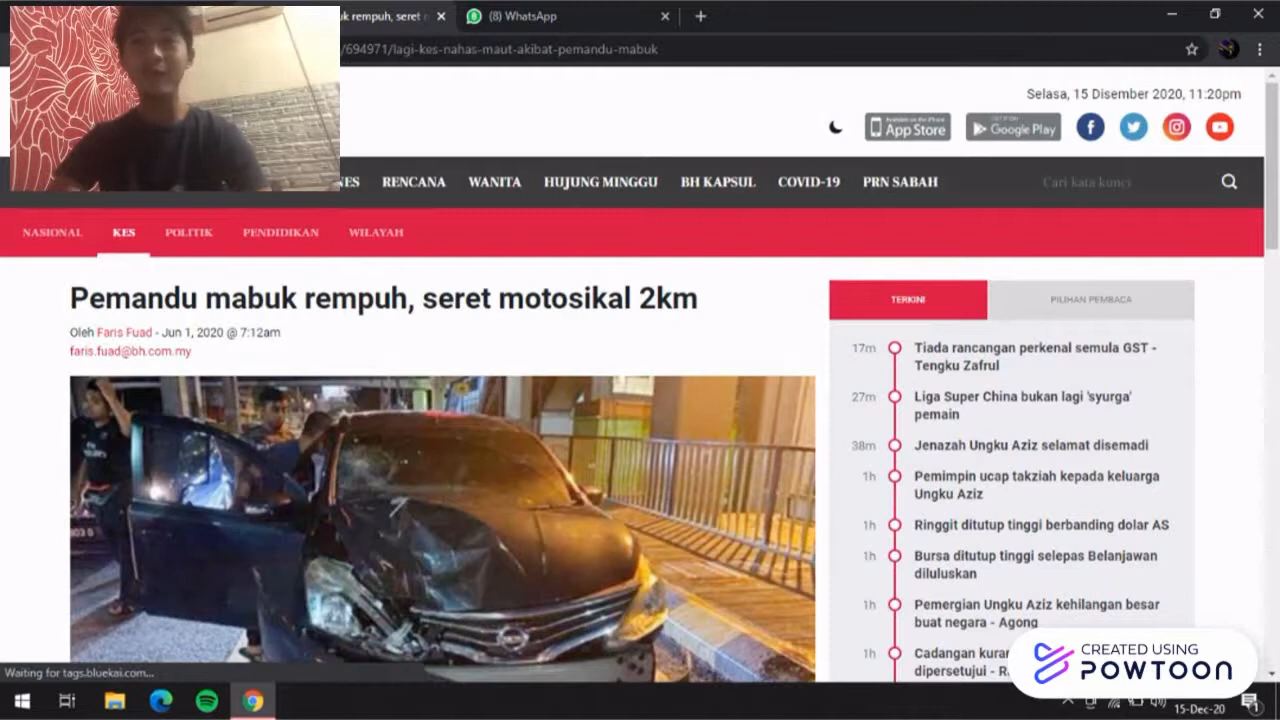 uk rempuh, seret
(8) WhatsApp
/694971/lagi-kes-nahas-maut-akibat-pemandu-mabuk
Selasa, 15 Disember 2020, 11:20pm
App Store
Google Play
NES RENCANA WANITA HUJUNG MINGGU BH KAPSUL COVID-19 PRN SABAH Cari kata kunci
NASIONAL KES POLITIK PENDIDIKAN WILAYAH
Pemandu mabuk rempuh, seret motosikal 2km
Oleh Faris Fuad - Jun 1, 2020 @ 7:12am
faris.fuad@bh.com.my
TERKINI PILIHAN PEMBACA
17m Tiada rancangan perkenal semula GST -
Tengku Zafrul
27m Liga Super China bukan lagi 'syurga'
pemain
38m Jenazah Ungku Aziz selamat disemadi
1h Pemimpin ucap takziah kepada keluarga
Ungku Aziz
1h Ringgit ditutup tinggi berbanding dolar AS
1h Bursa ditutup tinggi selepas Belanjawan
diluluskan
1h Pemergian Ungku Aziz kehilangan besar
buat negara - Agong
1h Cadangan kuran
dipersetujui - R
CREATED USING
POWTOON
Waiting for tags.bluekai.com...
15-Dec-20